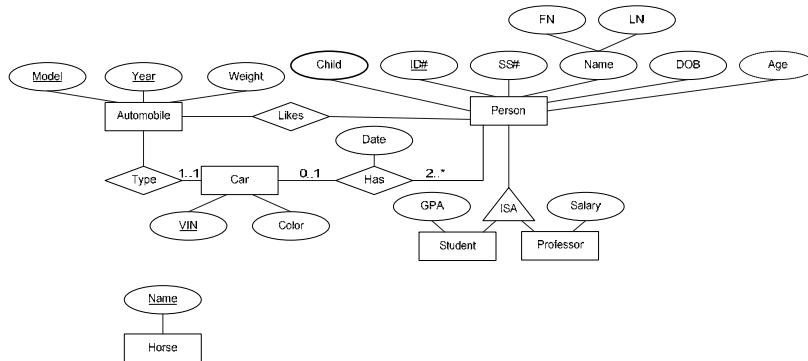 FN
LN
Child
ID#
SS#
Name
DOB
Age
Model
Year
Weight
Automobile
Likes
Person
Date
Type
1..1
Car
0..1
Has
2..*
VIN
Color
GPA
ISA
Salary
Student
Professor
Name
Horse